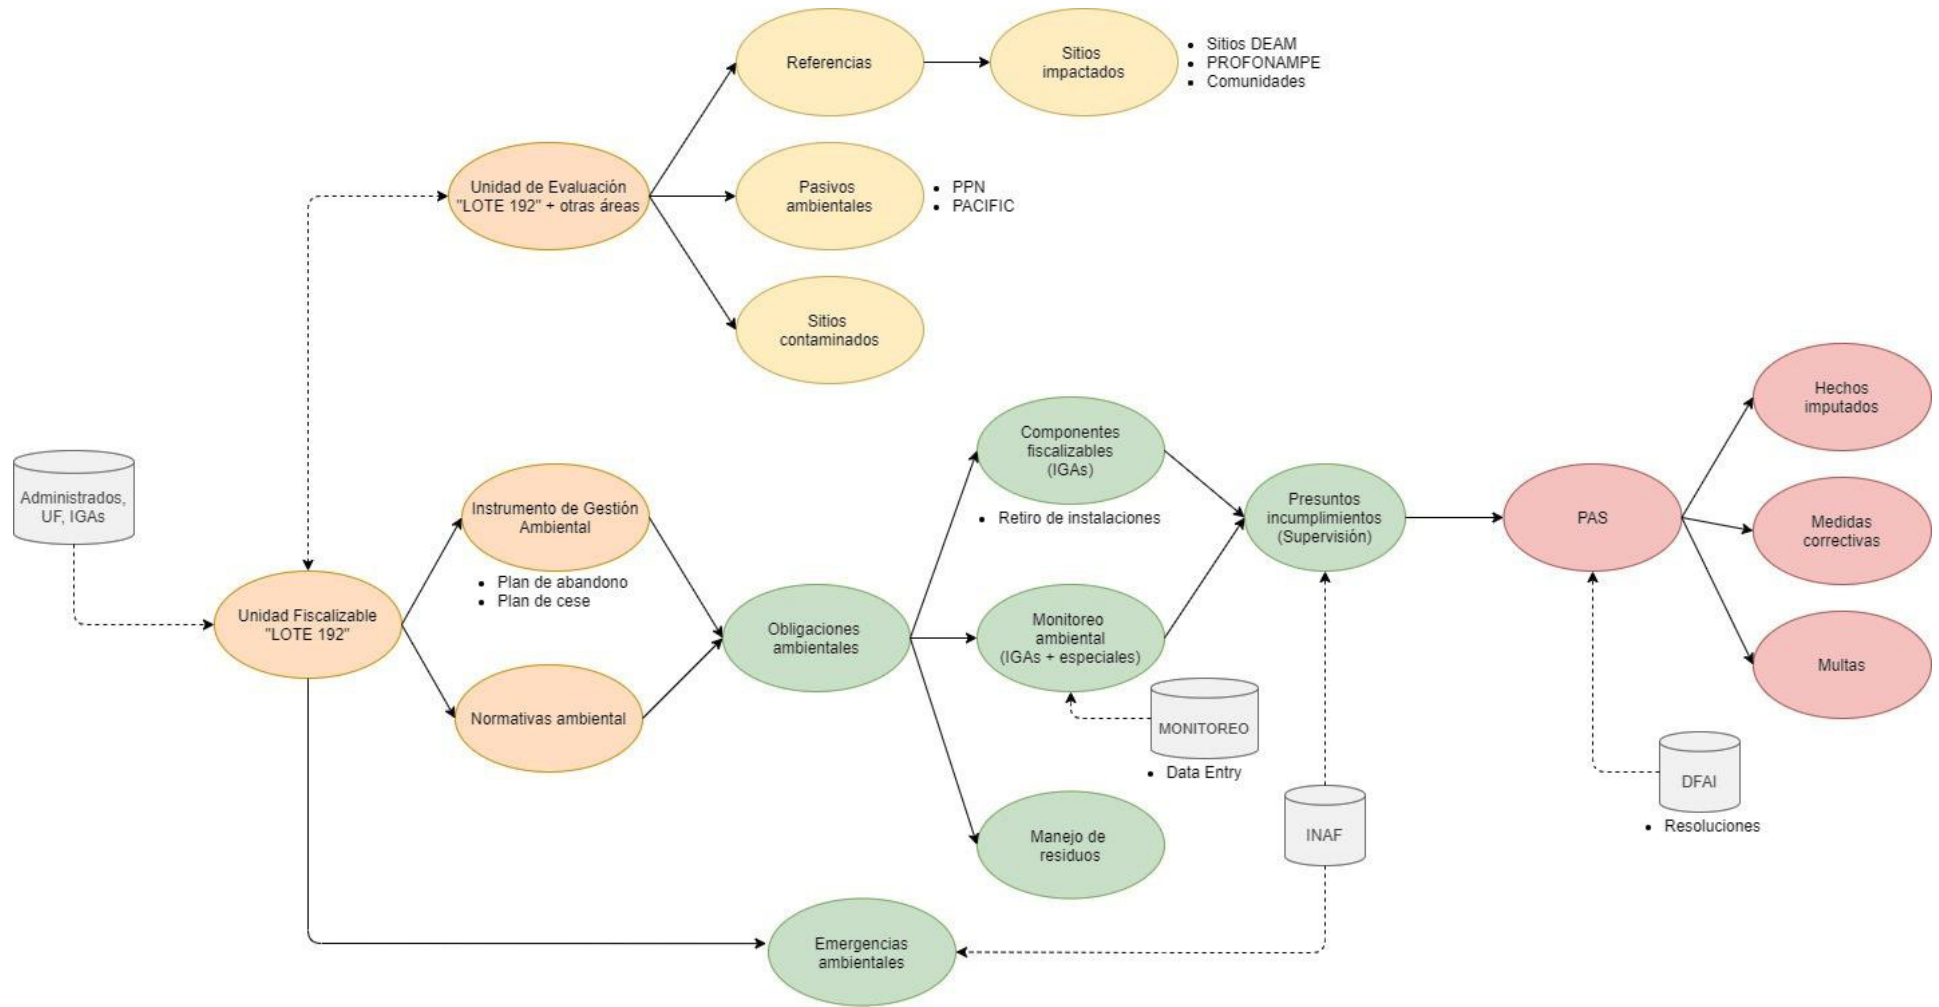 Referencias
Sitios
impactados
• Sitios DEAM
• PROFONAMPE
• Comunidades
Unidad de Evaluación
"LOTE 192" + otras áreas
Pasivos
ambientales
• PPN
• PACIFIC
Sitios
contaminados
Administrados,
UF, IGAs
Unidad Fiscalizable
"LOTE 192"
Instrumento de Gestión
Ambiental
• Plan de abandono
• Plan de cese
Normativas ambiental
Obligaciones
ambientales
Componentes
fiscalizables
(IGAs)
• Retiro de instalaciones
Monitoreo
ambiental
(IGAs + especiales)
MONITOREO
• Data Entry
Manejo de
residuos
Emergencias
ambientales
Presuntos
incumplimientos
(Supervisión)
INAF
PAS
DFAI
• Resoluciones
Hechos
imputados
Medidas
correctivas
Multas